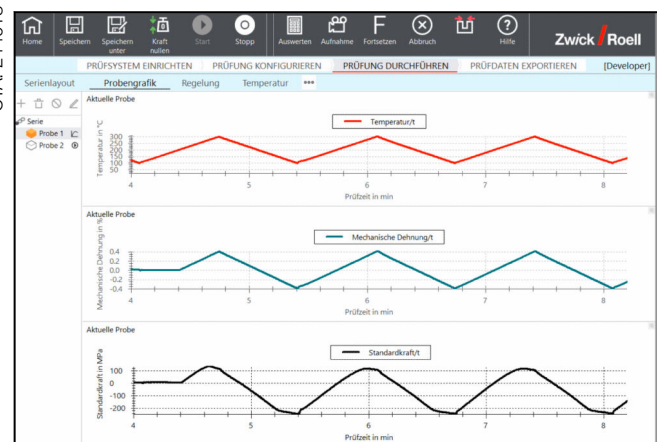 Home Speichern Speichern unter Kraft nullen Start Stopp Auswerten Aufnahme Fortsetzen Abbruch Hilfe Zwick Roell
PRÜFSYSTEM EINRICHTEN PRÜFUNG KONFIGURIEREN PRÜFUNG DURCHFÜHREN PRÜFDATEN EXPORTIEREN [Developer]
Serienlayout Probengrafik Regelung Temperatur •••
Serie
Probe 1
Probe 2
Aktuelle Probe
Temperatur/t
Temperatur in °C
300
250
200
150
100
50
4 5 6 7 8
Prüfzeit in min
Aktuelle Probe
Mechanische Dehnung/t
Mechanische Dehnung in %
0.4
0.2
0.0
-0.2
-0.4
4 5 6 7 8
Prüfzeit in min
Aktuelle Probe
Standardkraft/t
Standardkraft in MPa
100
0
-100
-200
4 5 6 7 8
Prüfzeit in min